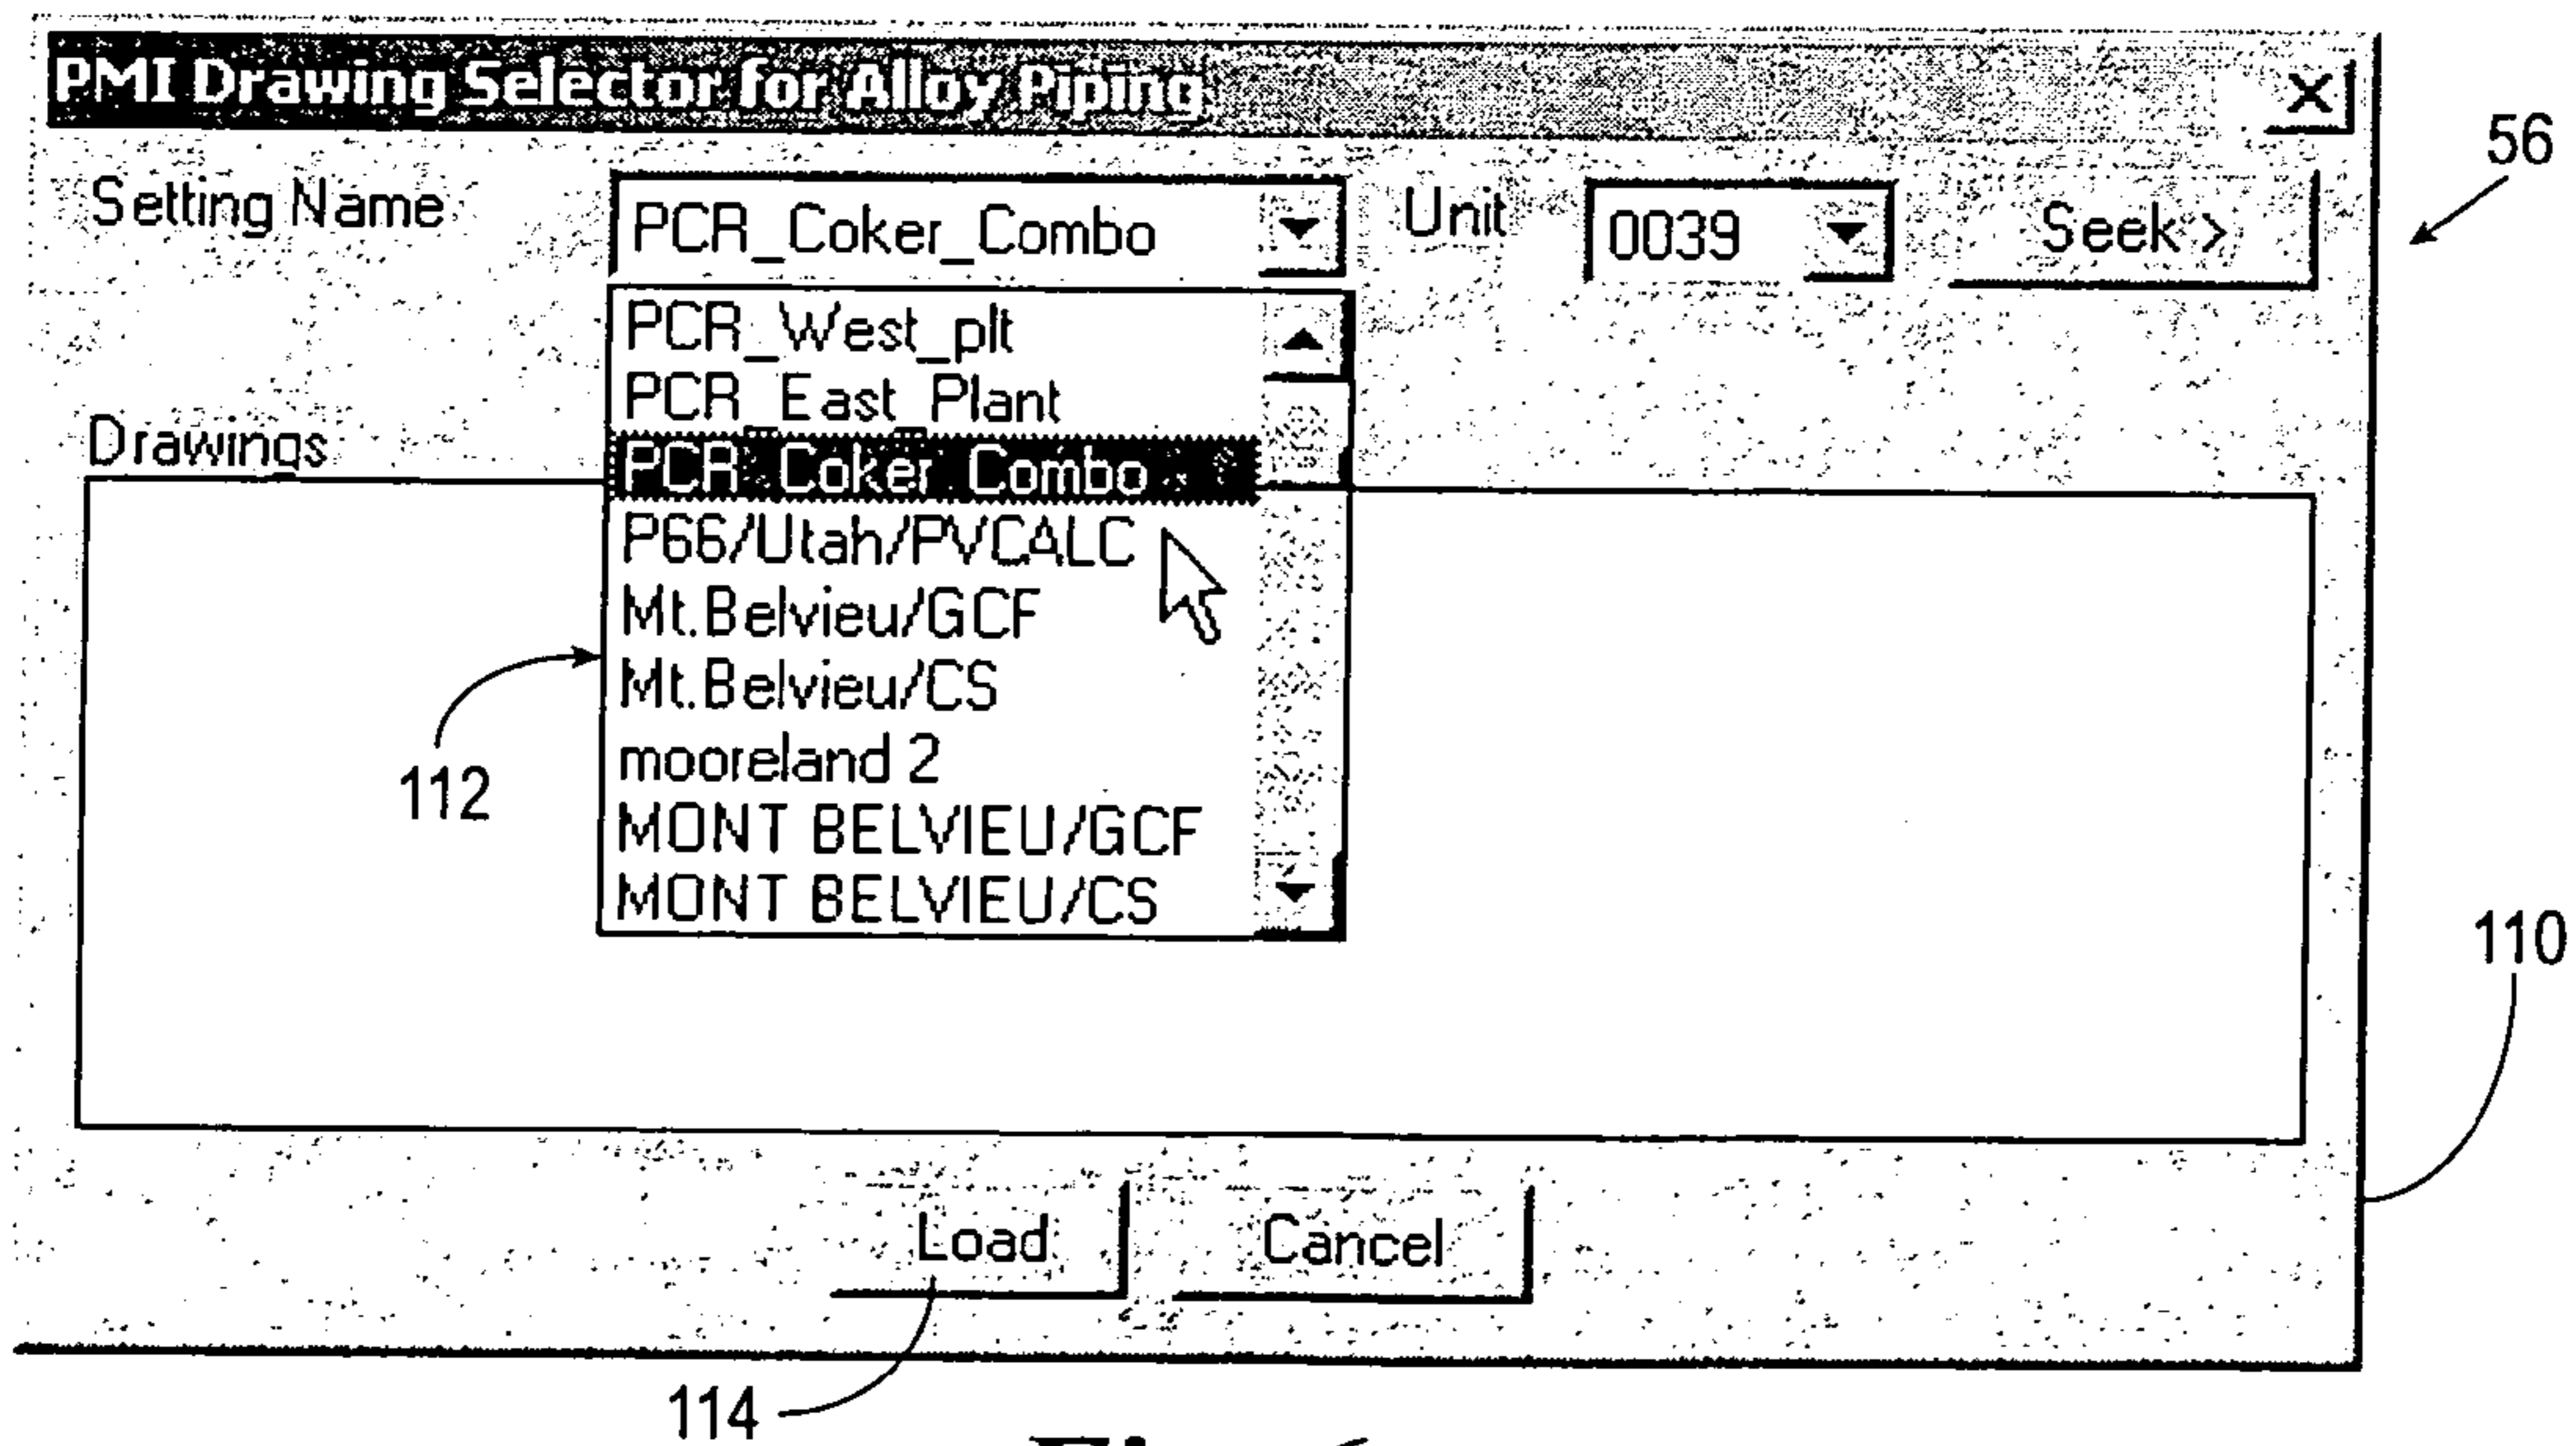 PMI Drawing Selector for Alloy Piping
56
Setting Name PCR_Coker_Combo Unit 0039 Seek >
PCR_West_plt
PCR_East_Plant
Drawings
PCR_Coker_Combo
P66/Utah/PVCALC
Mt.Belvieu/GCF
Mt.Belvieu/CS
mooreland 2
112
MONT BELVIEU/GCF
MONT BELVIEU/CS
110
Load Cancel
114